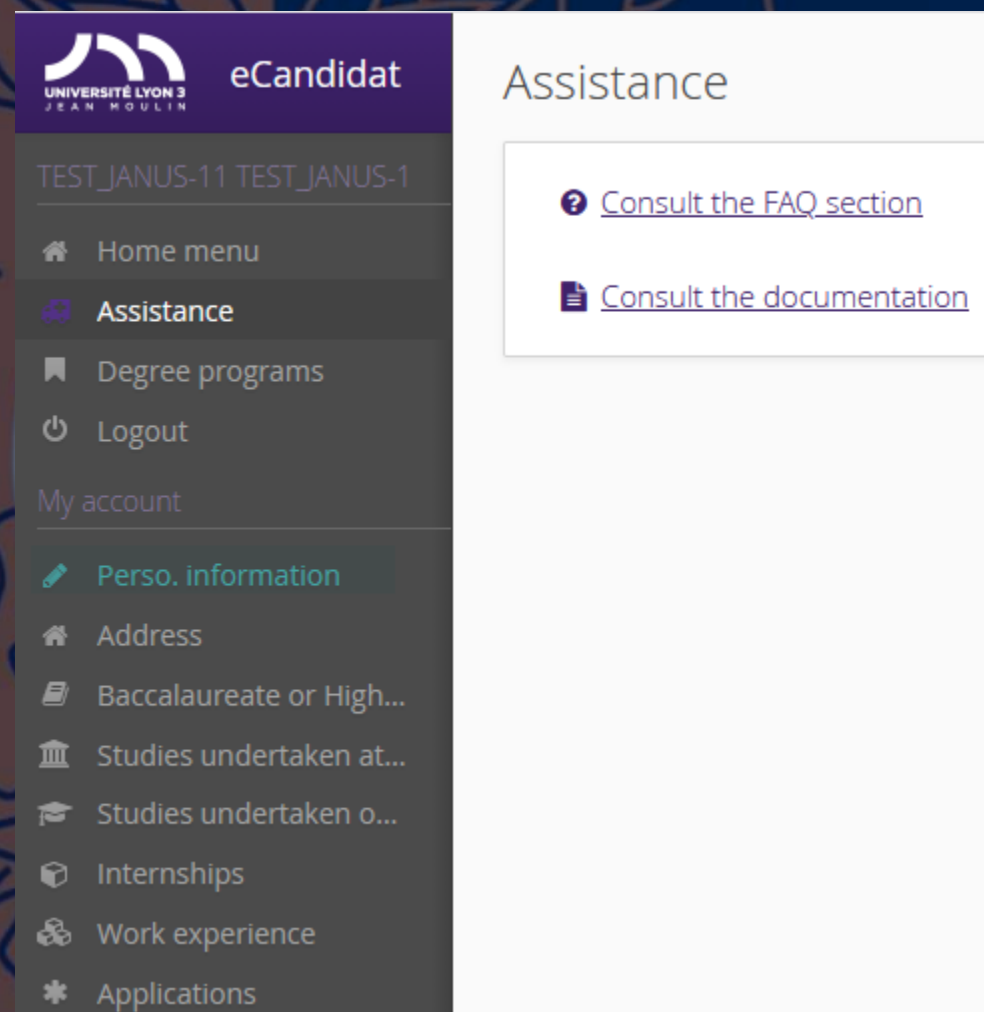 UNIVERSITÉ LYON 3
JEAN MOULIN
eCandidat
TEST_JANUS-11 TEST_JANUS-1
Home menu
Assistance
Degree programs
Logout
My account
Perso. information
Address
Baccalaureate or High...
Studies undertaken at...
Studies undertaken o...
Internships
Work experience
Applications
Assistance
Consult the FAQ section
Consult the documentation